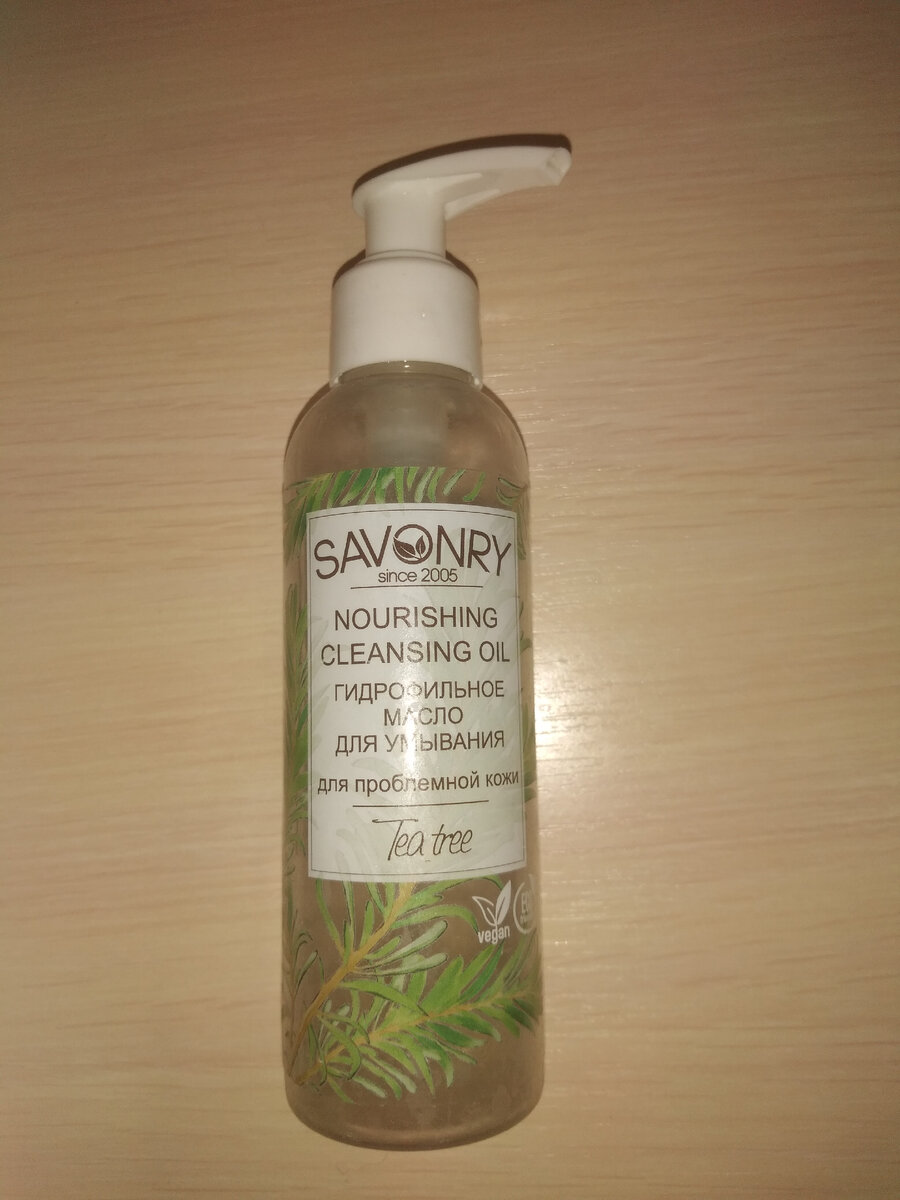 SAVONRY
since 2005
NOURISHING
CLEANSING OIL
ГИДРОФИЛЬНОЕ
МАСЛО
ДЛЯ УМЫВАНИЯ
для проблемной кожи
Tea tree
vegan